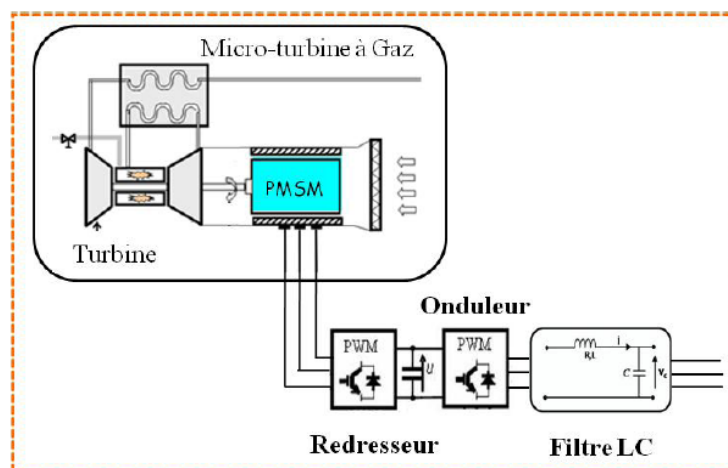 Micro-turbine à Gaz
PMSM
Turbine
Onduleur
PWM
U
PWM
R,L
i
C
Vc
Redresseur
Filtre LC